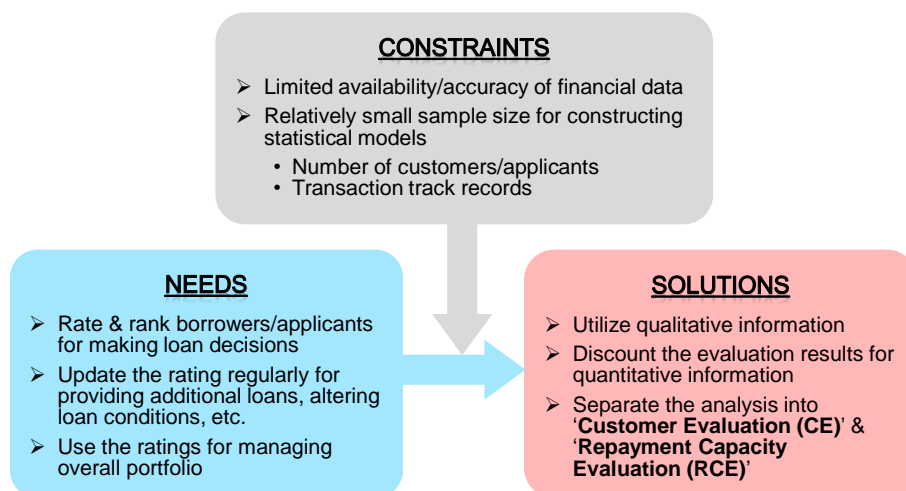 CONSTRAINTS
➢ Limited availability/accuracy of financial data
➢ Relatively small sample size for constructing
statistical models
• Number of customers/applicants
• Transaction track records
NEEDS
➢ Rate & rank borrowers/applicants
for making loan decisions
➢ Update the rating regularly for
providing additional loans, altering
loan conditions, etc.
➢ Use the ratings for managing
overall portfolio
SOLUTIONS
➢ Utilize qualitative information
➢ Discount the evaluation results for
quantitative information
➢ Separate the analysis into
‘Customer Evaluation (CE)’ &
‘Repayment Capacity
Evaluation (RCE)’